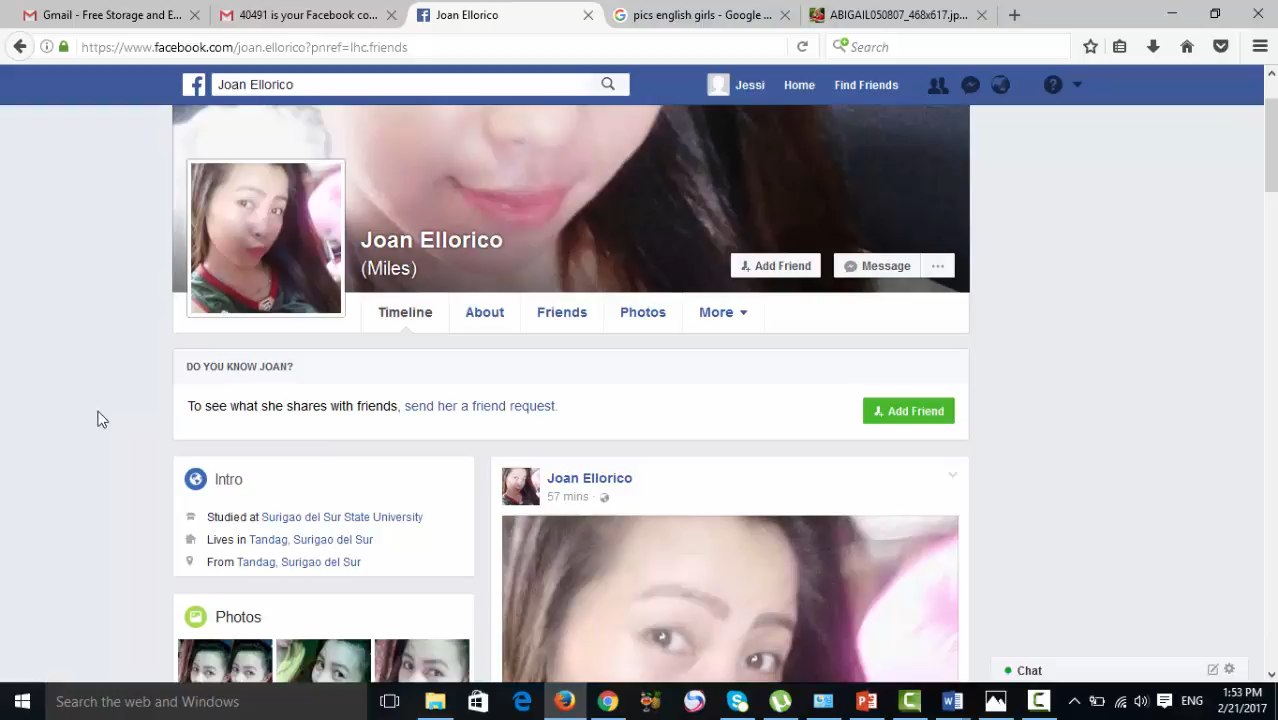 Gmail - Free Storage and E...
40491 is your Facebook co...
Joan Ellorico
pics english girls - Google ...
ABIGAIL050807_468x617.jp...
https://www.facebook.com/joan.ellorico?pnref=lhc.friends
Search
Joan Ellorico
Jessi
Home
Find Friends
Joan Ellorico
(Miles)
Add Friend
Message
Timeline
About
Friends
Photos
More
DO YOU KNOW JOAN?
To see what she shares with friends, send her a friend request.
Add Friend
Intro
Studied at Surigao del Sur State University
Lives in Tandag, Surigao del Sur
From Tandag, Surigao del Sur
Photos
Joan Ellorico
57 mins ·
Chat
Search the web and Windows
ENG
1:53 PM
2/21/2017